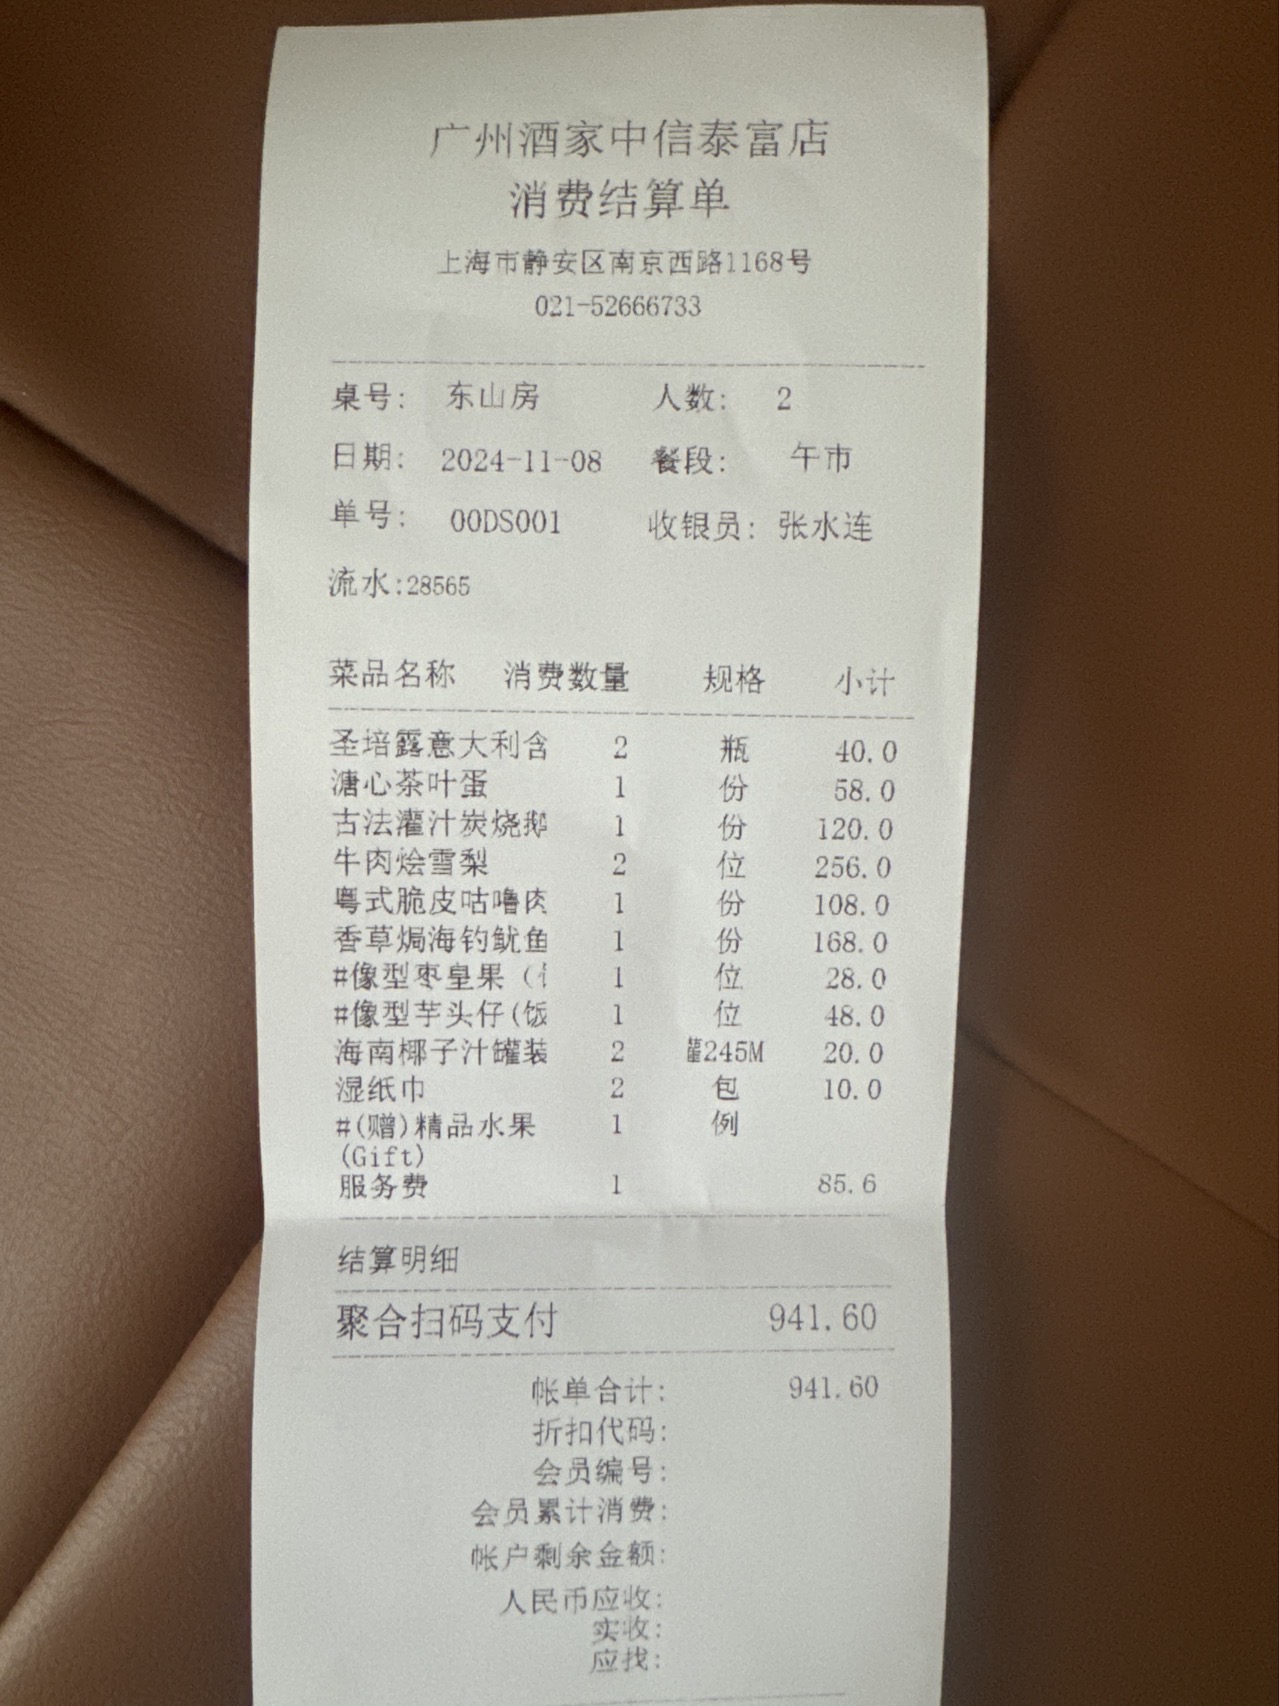 广州酒家中信泰富店
消费结算单
上海市静安区南京西路1168号
021-52666733
桌号: 东山房 人数: 2
日期: 2024-11-08 餐段: 午市
单号: 00DS001 收银员: 张水连
流水:28565
菜品名称 消费数量 规格 小计
圣培露意大利含 2 瓶 40.0
溏心茶叶蛋 1 份 58.0
古法灌汁炭烧鹅 1 份 120.0
牛肉烩雪梨 2 位 256.0
粤式脆皮咕噜肉 1 份 108.0
香草焗海钓鱿鱼 1 份 168.0
#像型枣皇果 ( 1 位 28.0
#像型芋头仔(饭 1 位 48.0
海南椰子汁罐装 2 罐245M 20.0
湿纸巾 2 包 10.0
#(赠)精品水果 1 例
(Gift)
服务费 1 85.6
结算明细
聚合扫码支付 941.60
帐单合计: 941.60
折扣代码:
会员编号:
会员累计消费:
帐户剩余金额:
人民币应收:
实收:
应找: